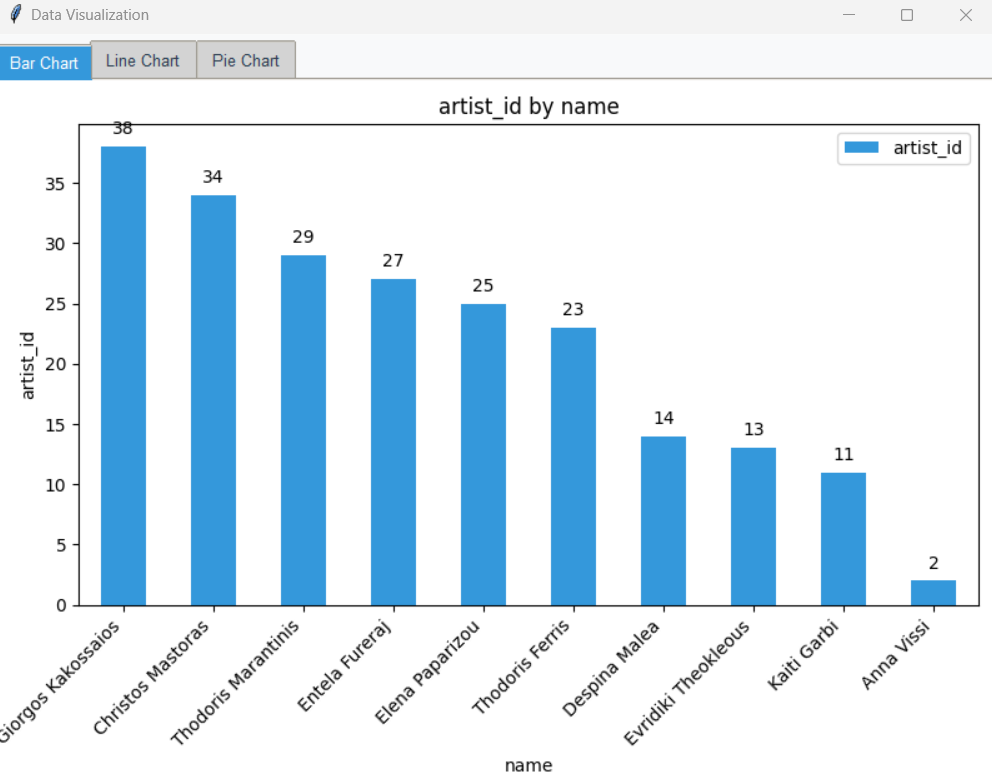 Data Visualization
Bar Chart Line Chart Pie Chart
artist_id by name
artist_id
38
34
29
27
25
23
14
13
11
2
35
30
25
20
15
10
5
0
artist_id
Giorgos Kakossaios
Christos Mastoras
Thodoris Marantinis
Entela Fureraj
Elena Paparizou
Thodoris Ferris
Despina Malea
Evridiki Theokleous
Kaiti Garbi
Anna Vissi
name